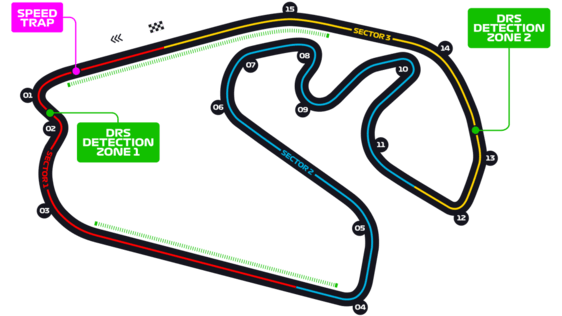 SPEED
TRAP
15
SECTOR 3
14
DRS
DETECTION
ZONE 2
01
02
DRS
DETECTION
ZONE 1
SECTOR 1
03
07
08
09
10
06
SECTOR 2
11
13
12
05
04